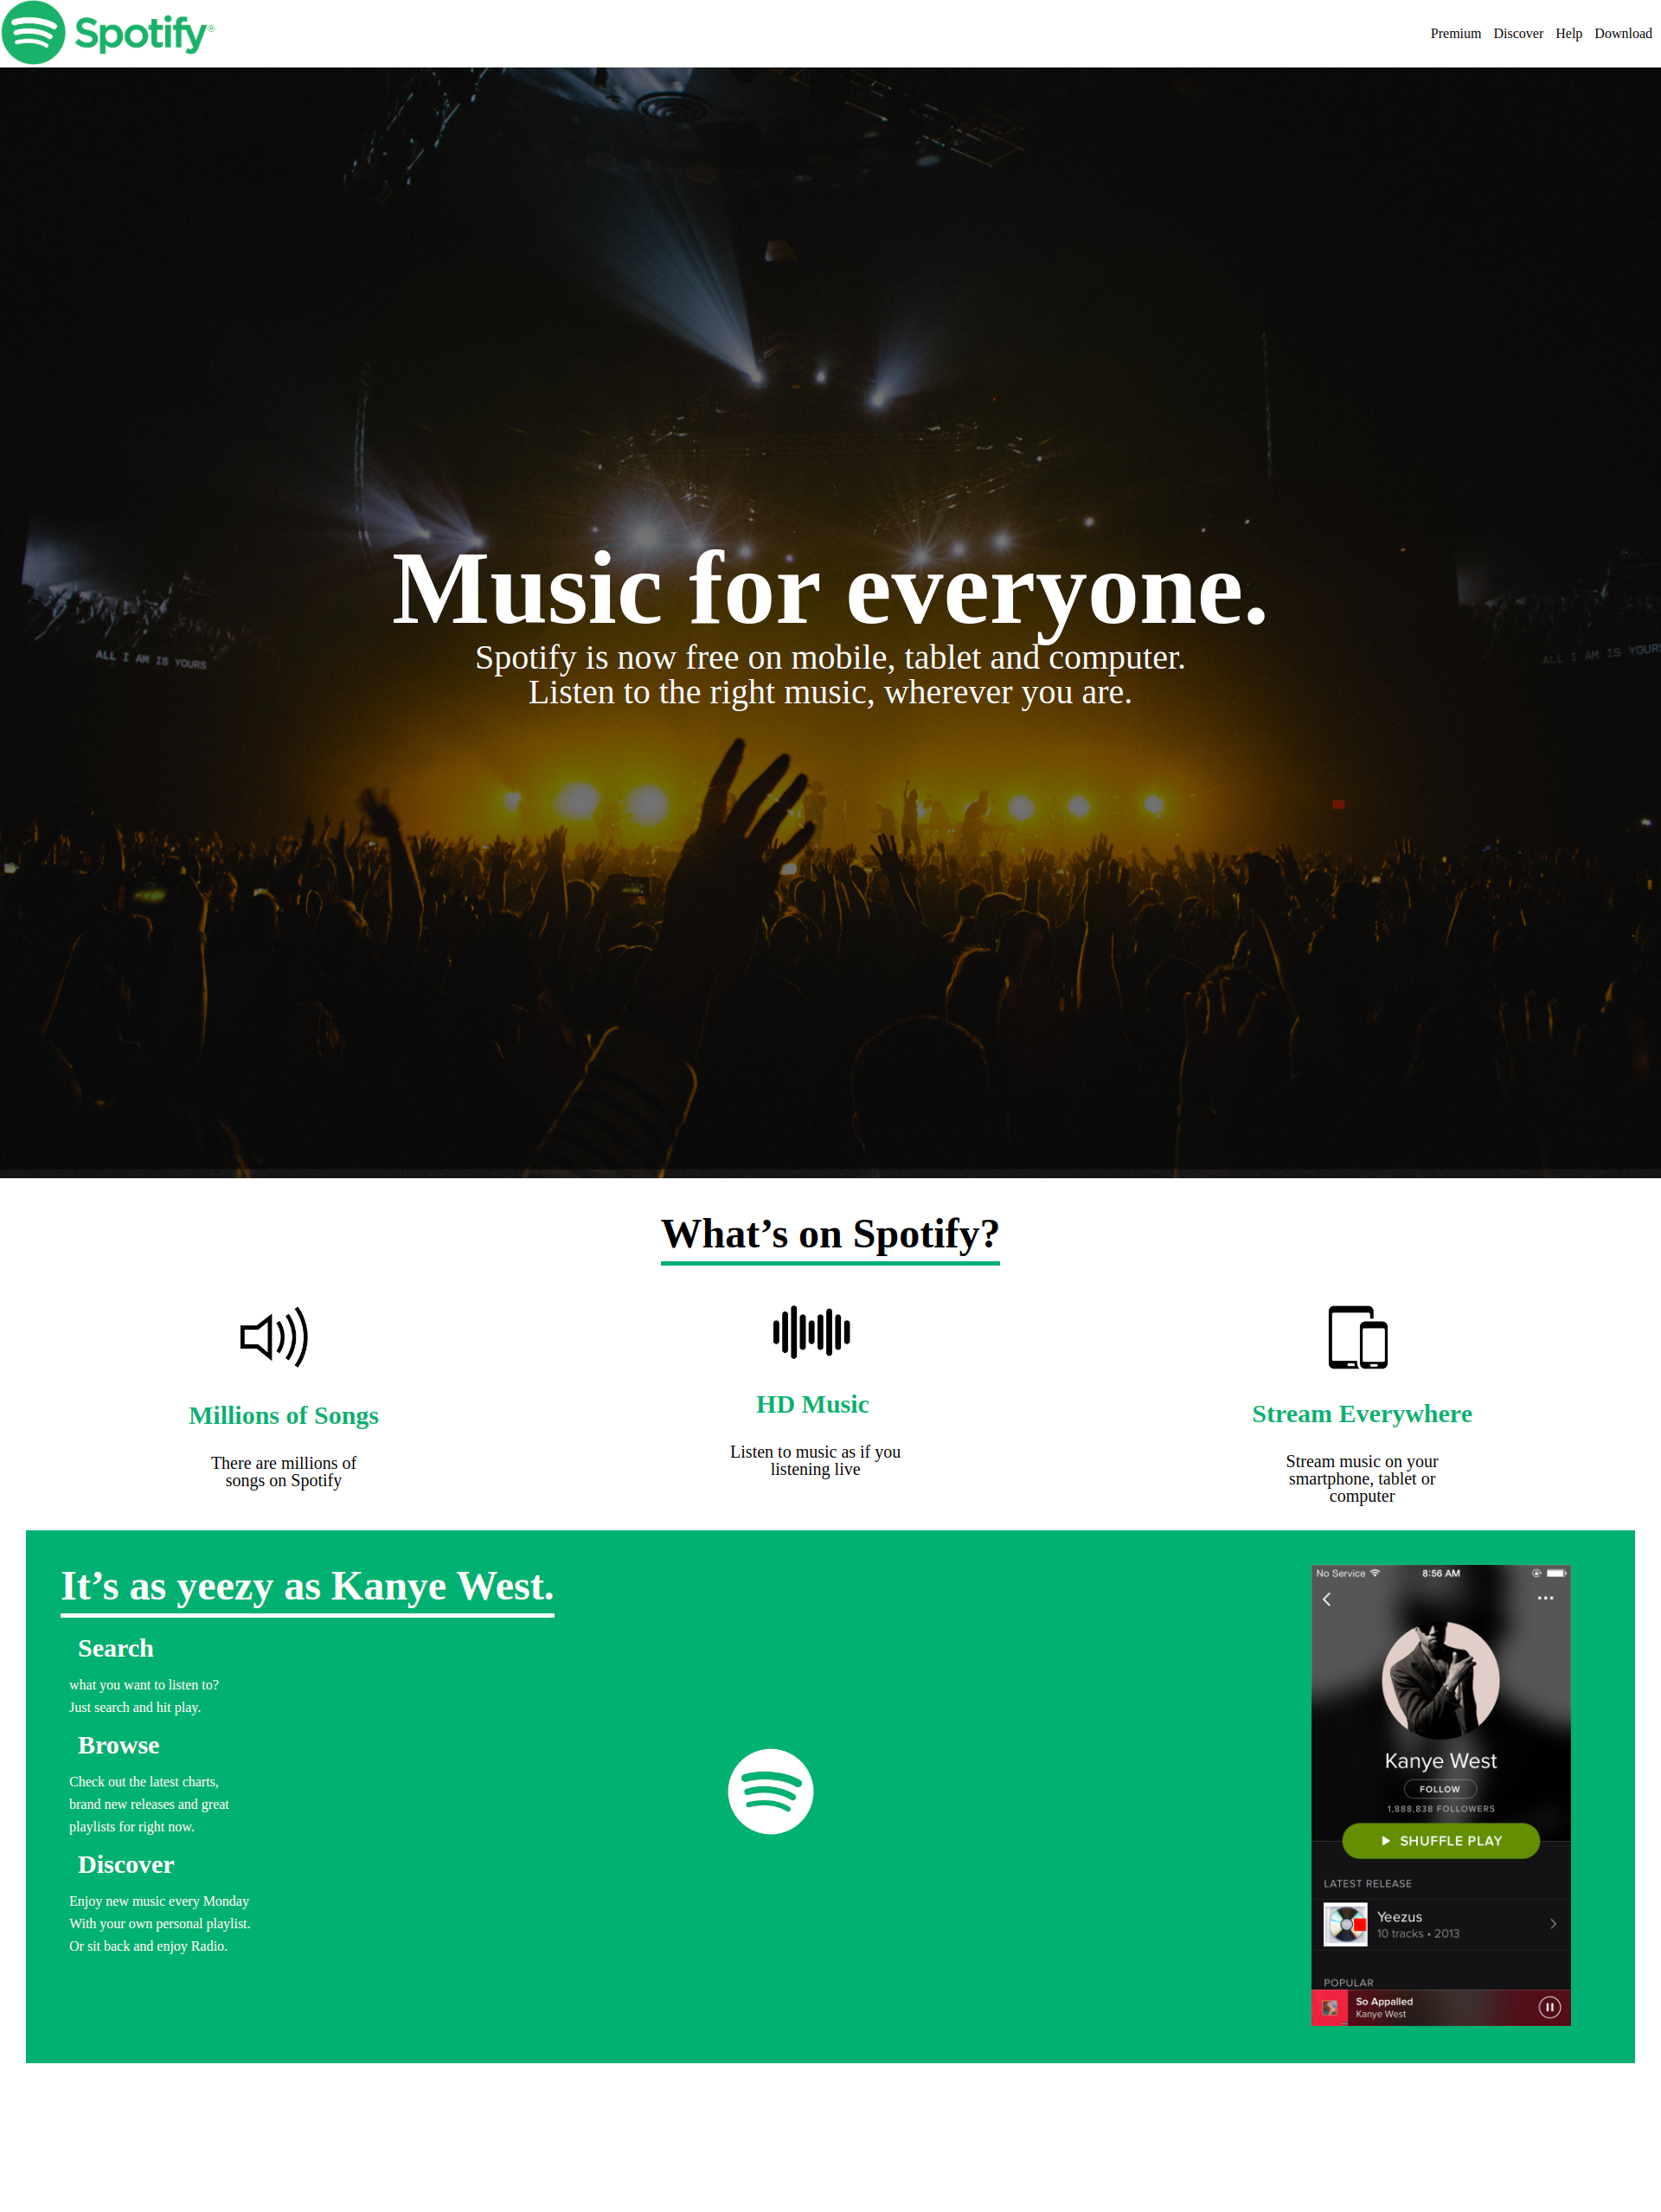 Spotify®
Premium Discover Help Download
Music for everyone.
ALL I AM IS YOURS
ALL I AM IS YOURS
Spotify is now free on mobile, tablet and computer.
Listen to the right music, wherever you are.
What’s on Spotify?
Millions of Songs
There are millions of
songs on Spotify
HD Music
Listen to music as if you
listening live
Stream Everywhere
Stream music on your
smartphone, tablet or
computer
It’s as yeezy as Kanye West.
Search
what you want to listen to?
Just search and hit play.
Browse
Check out the latest charts,
brand new releases and great
playlists for right now.
Discover
Enjoy new music every Monday
With your own personal playlist.
Or sit back and enjoy Radio.
No Service 8:56 AM
Kanye West
FOLLOW
1,888,838 FOLLOWERS
SHUFFLE PLAY
LATEST RELEASE
Yeezus
10 tracks • 2013
POPULAR
So Appalled
Kanye West